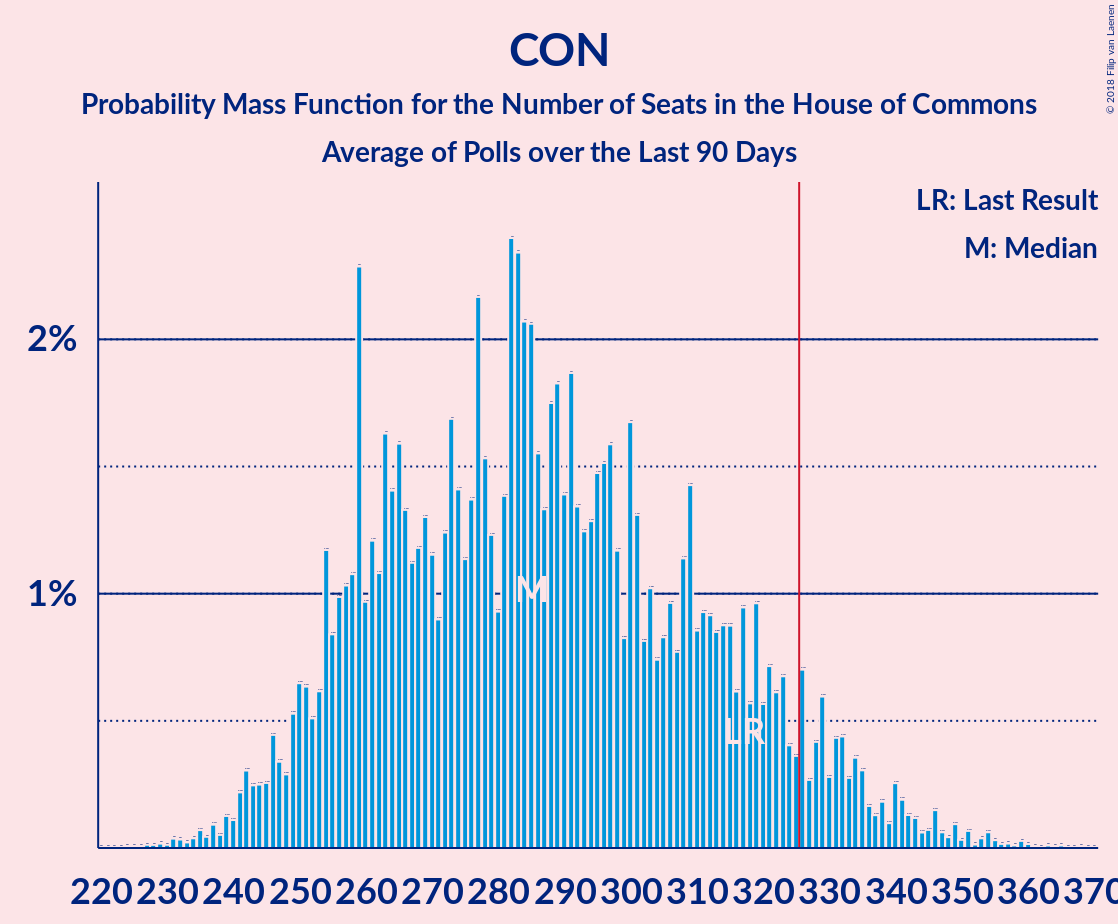 CON
Probability Mass Function for the Number of Seats in the House of Commons
Average of Polls over the Last 90 Days
© 2018 Filip van Laenen
LR: Last Result
M: Median
2%
1%
M
LR
220 230 240 250 260 270 280 290 300 310 320 330 340 350 360 370